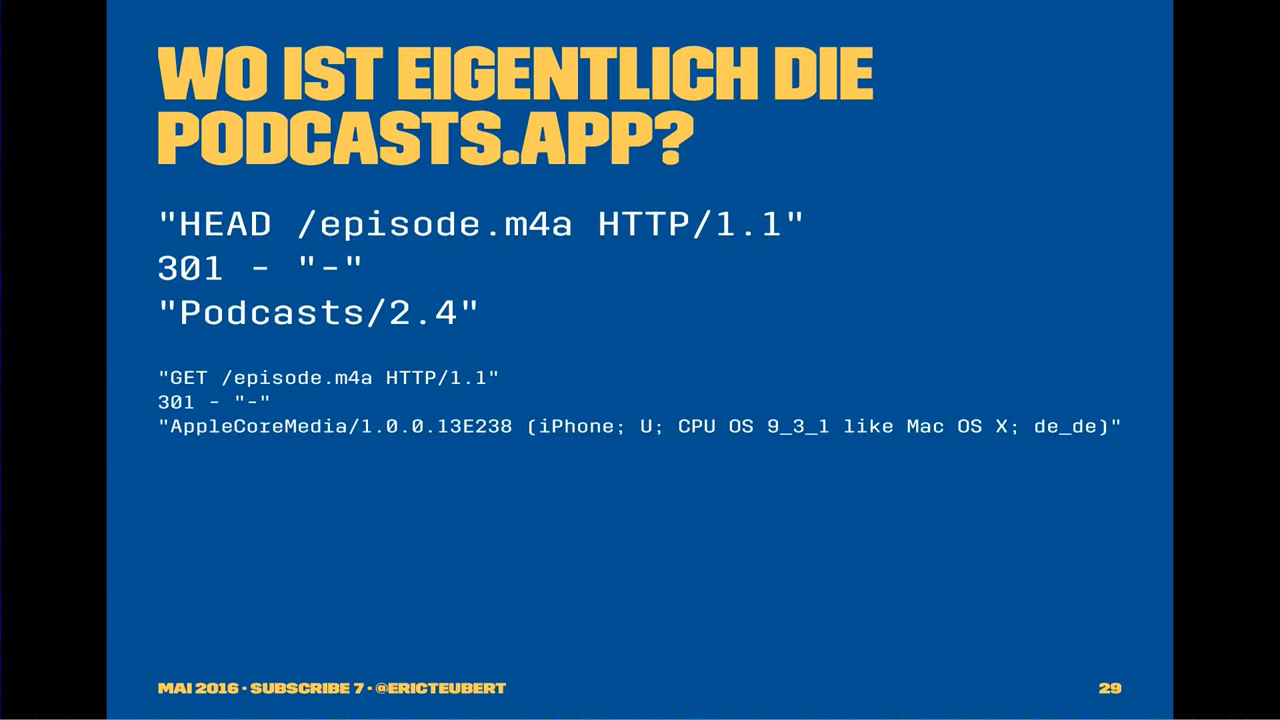 WO IST EIGENTLICH DIE
PODCASTS.APP?
"HEAD /episode.m4a HTTP/1.1"
301 - "-"
"Podcasts/2.4"
"GET /episode.m4a HTTP/1.1"
301 - "-"
"AppleCoreMedia/1.0.0.13E238 (iPhone; U; CPU OS 9_3_1 like Mac OS X; de_de)"
MAI 2016 · SUBSCRIBE 7 · @ERICTEUBERT
29